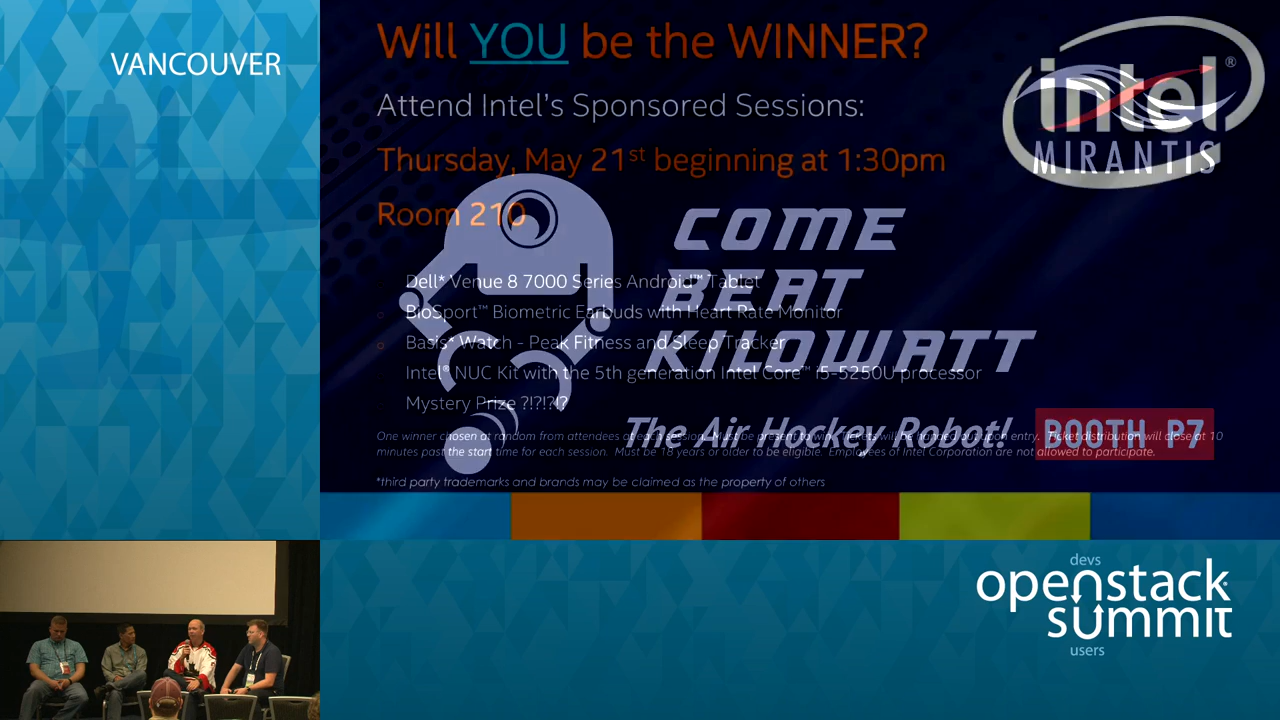 VANCOUVER
Will YOU be the WINNER?
Attend Intel's Sponsored Sessions:
Thursday, May 21st beginning at 1:30pm
Room 210
intel®
MIRANTIS
COME
BEAT
KILOWATT
The Air Hockey Robot! BOOTH P7
Dell* Venue 8 7000 Series Android™ Tablet
BioSport™ Biometric Earbuds with Heart Rate Monitor
Basis* Watch - Peak Fitness and Sleep Tracker
Intel® NUC Kit with the 5th generation Intel Core™ i5-5250U processor
Mystery Prize ?!?!?!?
One winner chosen at random from attendees at each session. Must be present to win. Tickets will be handed out upon entry. Ticket distribution will close at 10
minutes past the start time for each session. Must be 18 years or older to be eligible. Employees of Intel Corporation are not allowed to participate.
*third party trademarks and brands may be claimed as the property of others
devs
openstack
summit
users